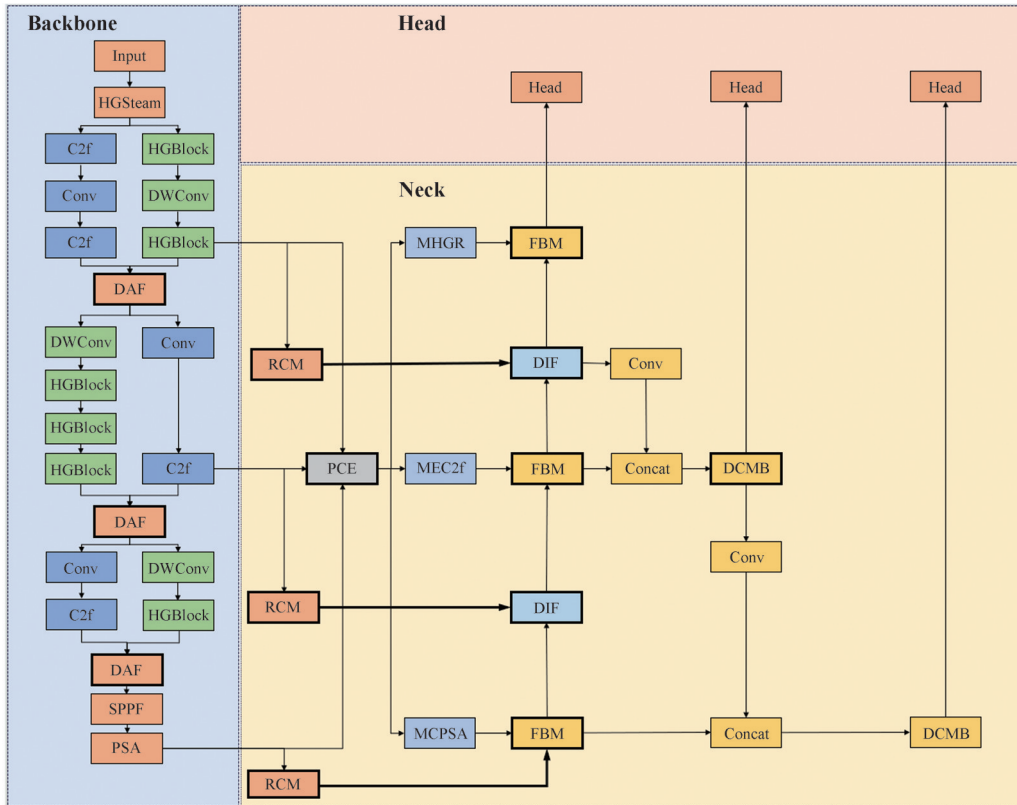 Backbone
Head
Input
Head
Head
Head
HGSteam
C2f
HGBlock
Neck
Conv
DWConv
C2f
HGBlock
MHGR
FBM
DAF
DWConv
Conv
RCM
DIF
Conv
HGBlock
HGBlock
HGBlock
C2f
PCE
MEC2f
FBM
Concat
DCMB
DAF
Conv
DWConv
Conv
C2f
HGBlock
RCM
DIF
DAF
SPPF
PSA
MCPSA
FBM
Concat
DCMB
RCM